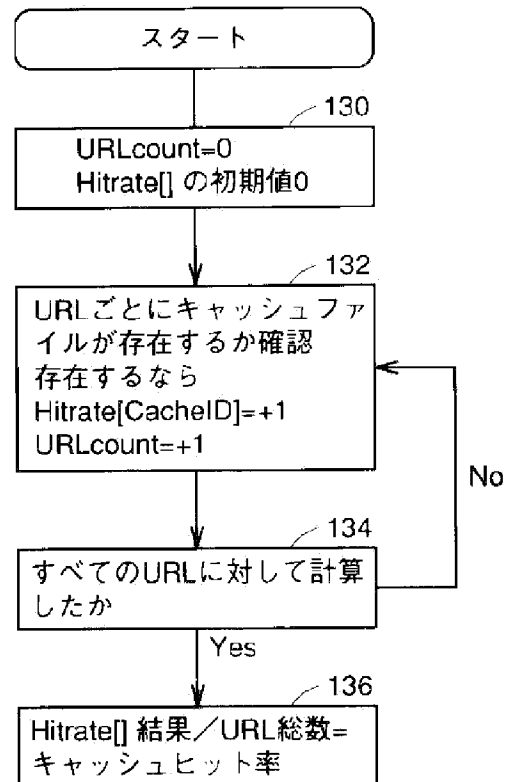 スタート
130
URLcount=0
Hitrate[] の初期値0
132
URLごとにキャッシュファ
イルが存在するか確認
存在するなら
Hitrate[CacheID]=+1
URLcount=+1
No
134
すべてのURLに対して計算
したか
Yes
136
Hitrate[] 結果／URL総数=
キャッシュヒット率